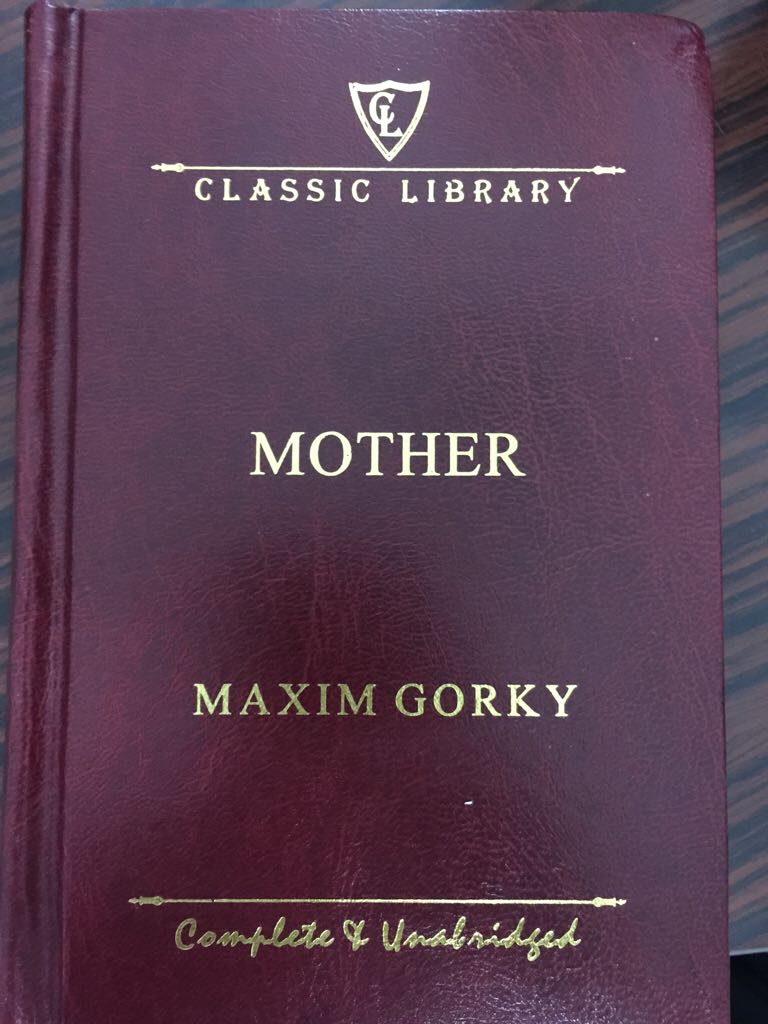 CL
CLASSIC LIBRARY
MOTHER
MAXIM GORKY
Complete & Unabridged